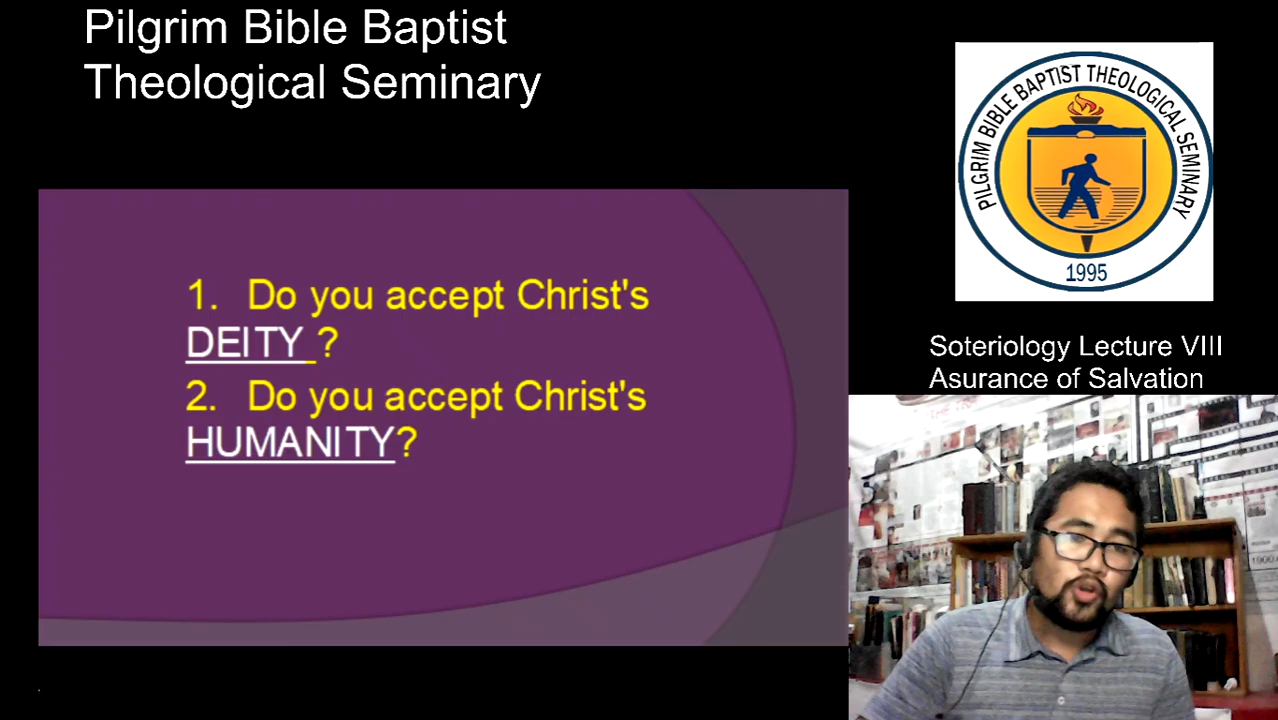 Pilgrim Bible Baptist
Theological Seminary
PILGRIM BIBLE BAPTIST THEOLOGICAL SEMINARY
1995
1. Do you accept Christ's
DEITY ?
2. Do you accept Christ's
HUMANITY?
Soteriology Lecture VIII
Asurance of Salvation